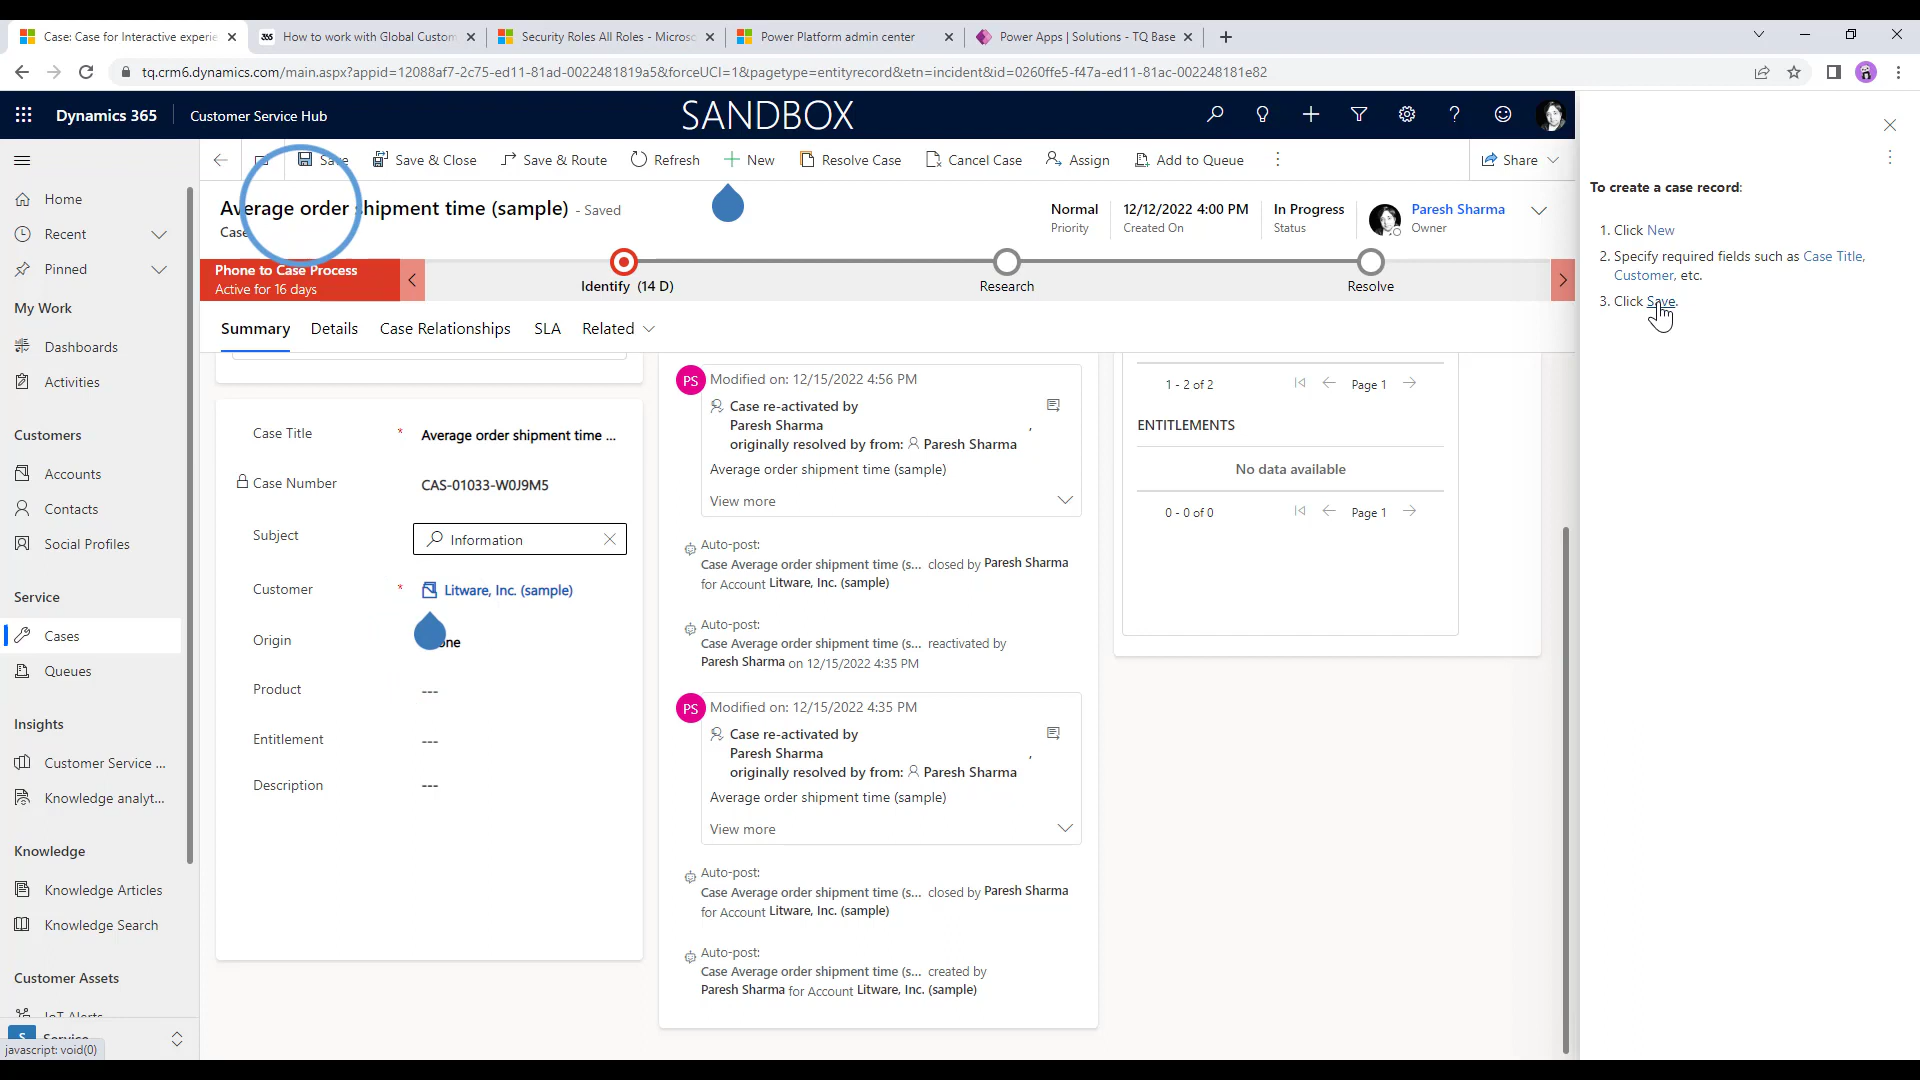 Case: Case for Interactive experie
How to work with Global Custom
Security Roles All Roles - Micros
Power Platform admin center
Power Apps | Solutions - TQ Base
tq.crm6.dynamics.com/main.aspx?appid=12088af7-2c75-ed11-81ad-0022481819a5&forceUCI=1&pagetype=entityrecord&etn=incident&id=0260ffe5-f47a-ed11-81ac-002248181e82
Dynamics 365
Customer Service Hub
SANDBOX
Save
Save & Close
Save & Route
Refresh
New
Resolve Case
Cancel Case
Assign
Add to Queue
Share
Average order shipment time (sample) - Saved
Case
Normal
Priority
12/12/2022 4:00 PM
Created On
In Progress
Status
Paresh Sharma
Owner
Phone to Case Process
Active for 16 days
Identify (14 D)
Research
Resolve
Summary
Details
Case Relationships
SLA
Related
Home
Recent
Pinned
My Work
Dashboards
Activities
Customers
Accounts
Contacts
Social Profiles
Service
Cases
Queues
Insights
Customer Service ...
Knowledge analyt...
Knowledge
Knowledge Articles
Knowledge Search
Customer Assets
IoT Alerts
S
Service
javascript: void(0)
Case Title
*
Average order shipment time ...
Case Number
CAS-01033-W0J9M5
Subject
Information
Customer
*
Litware, Inc. (sample)
Origin
one
Product
---
Entitlement
---
Description
---
PS
Modified on: 12/15/2022 4:56 PM
Case re-activated by
Paresh Sharma ,
originally resolved by from: Paresh Sharma
Average order shipment time (sample)
View more
Auto-post:
Case Average order shipment time (s... closed by Paresh Sharma
for Account Litware, Inc. (sample)
Auto-post:
Case Average order shipment time (s... reactivated by
Paresh Sharma on 12/15/2022 4:35 PM
PS
Modified on: 12/15/2022 4:35 PM
Case re-activated by
Paresh Sharma ,
originally resolved by from: Paresh Sharma
Average order shipment time (sample)
View more
Auto-post:
Case Average order shipment time (s... closed by Paresh Sharma
for Account Litware, Inc. (sample)
Auto-post:
Case Average order shipment time (s... created by
Paresh Sharma for Account Litware, Inc. (sample)
1 - 2 of 2
Page 1
ENTITLEMENTS
No data available
0 - 0 of 0
Page 1
To create a case record:
1. Click New
2. Specify required fields such as Case Title,
Customer, etc.
3. Click Save.